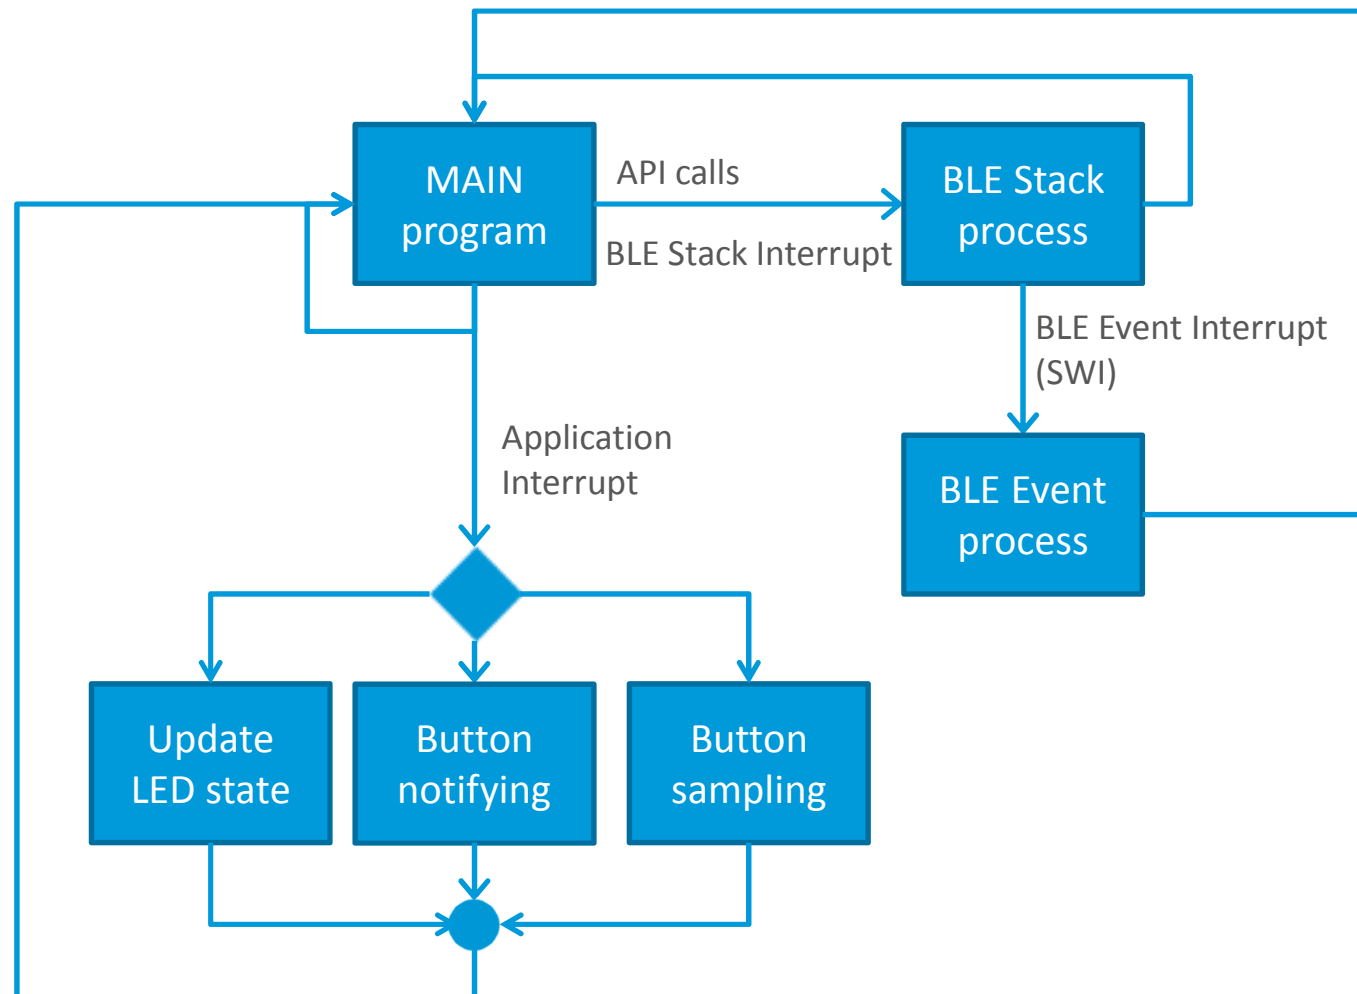 MAIN
program
API calls
BLE Stack Interrupt
BLE Stack
process
BLE Event Interrupt
(SWI)
Application
Interrupt
BLE Event
process
Update
LED state
Button
notifying
Button
sampling